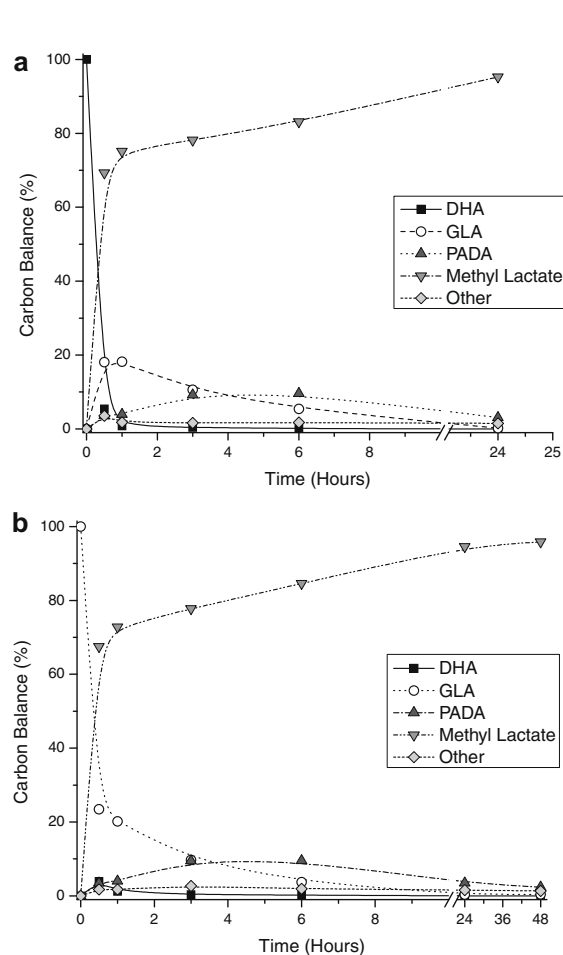 a
100
80
60
40
20
0
Carbon Balance (%)
DHA
GLA
PADA
Methyl Lactate
Other
0 2 4 6 8 24 25
Time (Hours)
b
100
80
60
40
20
0
Carbon Balance (%)
DHA
GLA
PADA
Methyl Lactate
Other
0 2 4 6 8 24 36 48
Time (Hours)